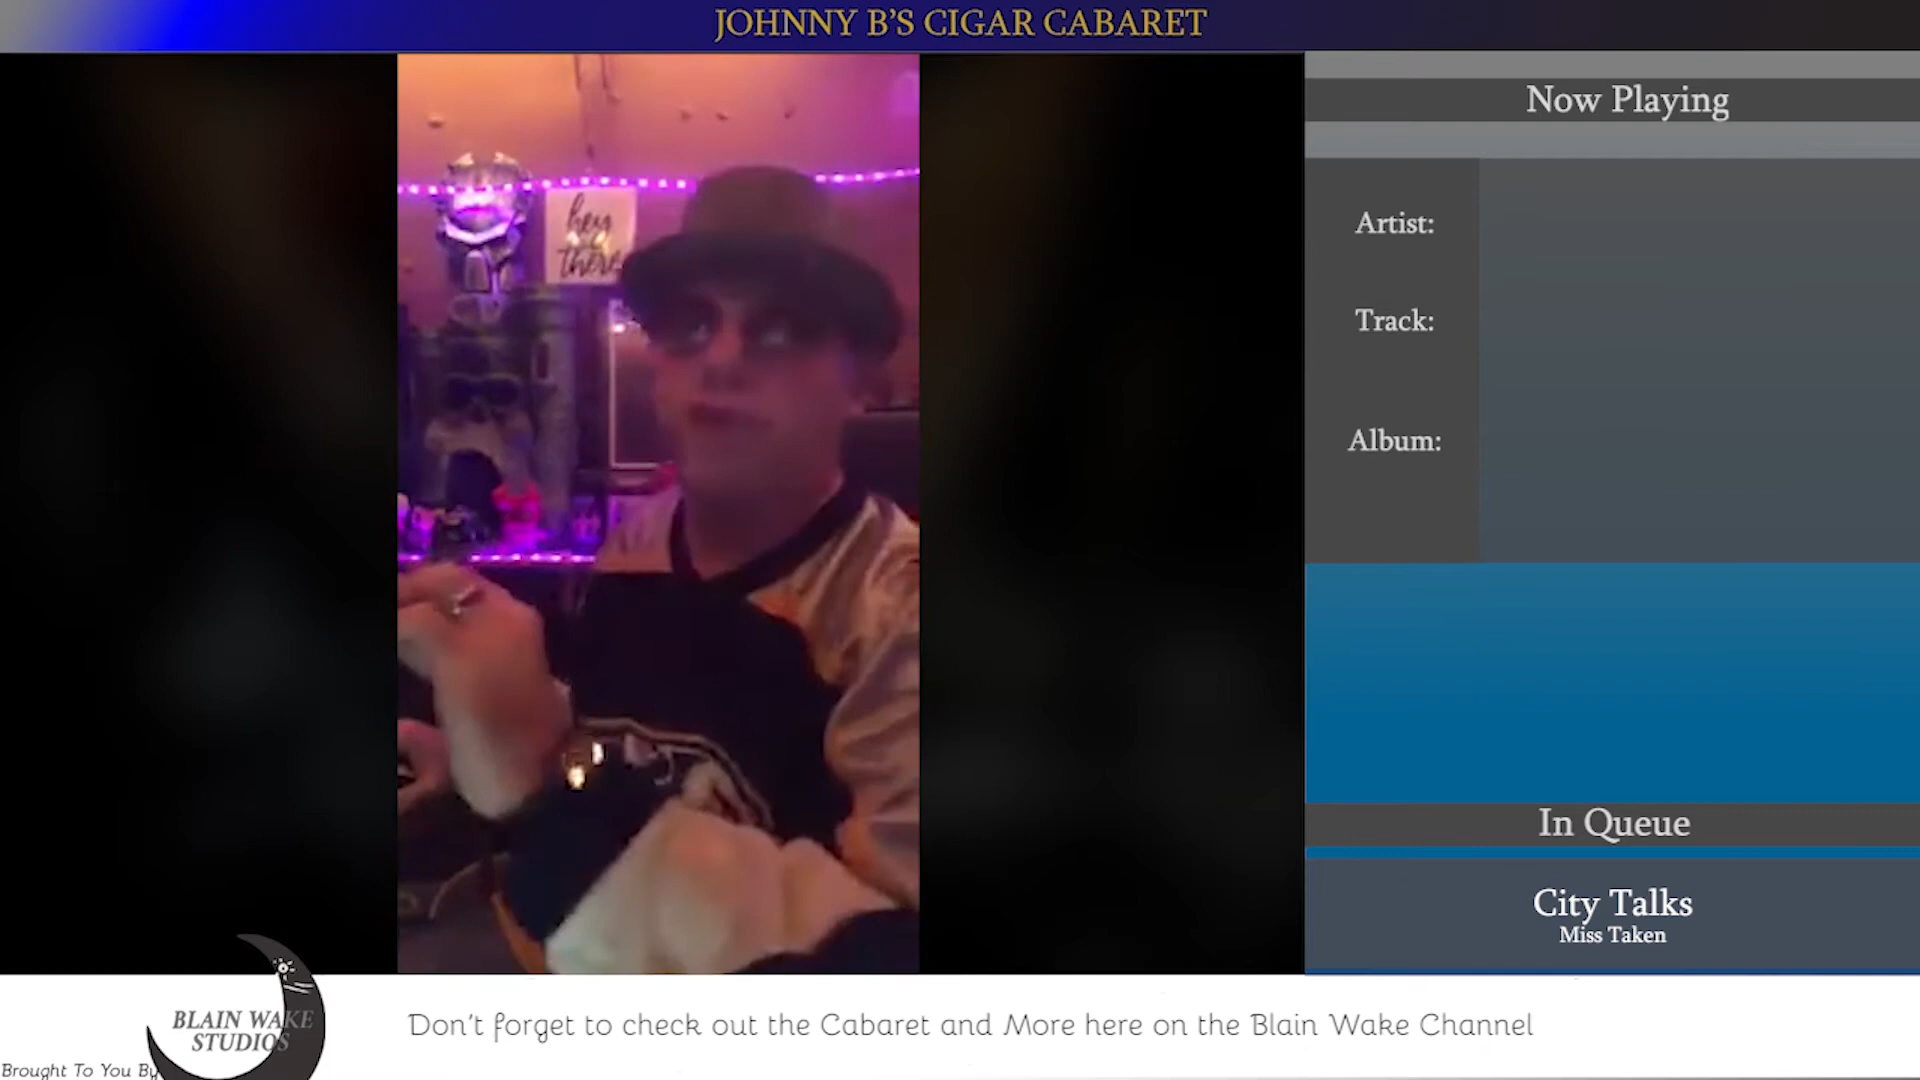 JOHNNY B'S CIGAR CABARET
hey
there
Now Playing
Artist:
Track:
Album:
In Queue
City Talks
Miss Taken
BLAIN WAKE
STUDIOS
Brought To You By
Don't forget to check out the Cabaret and More here on the Blain Wake Channel